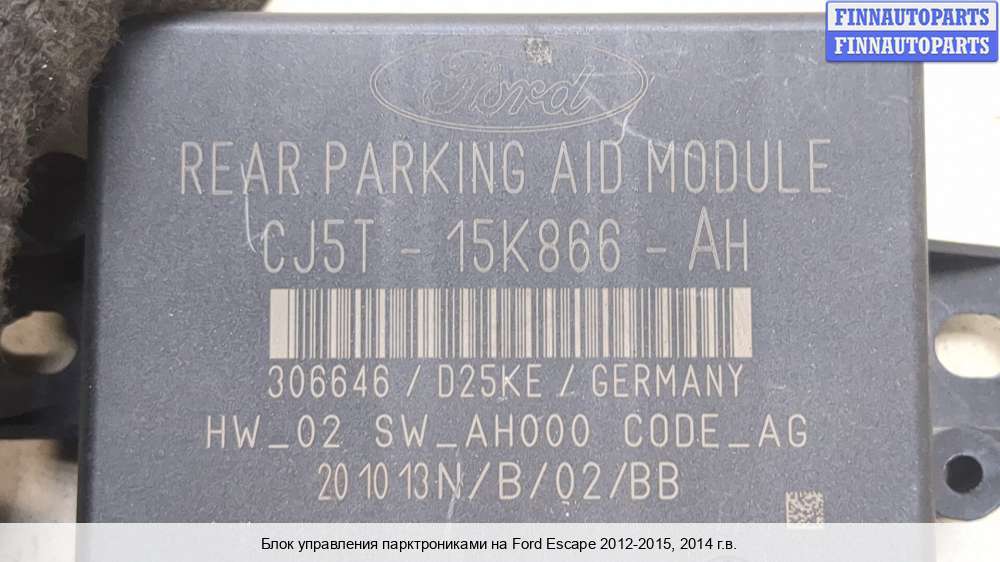 FINNAUTOPARTS
FINNAUTOPARTS
Ford
REAR PARKING AID MODULE
CJ5T - 15K866 - AH
306646 / D25KE / GERMANY
HW_02 SW_AH000 CODE_AG
20 10 13 N/B/02/BB
Блок управления парктрониками на Ford Escape 2012-2015, 2014 г.в.